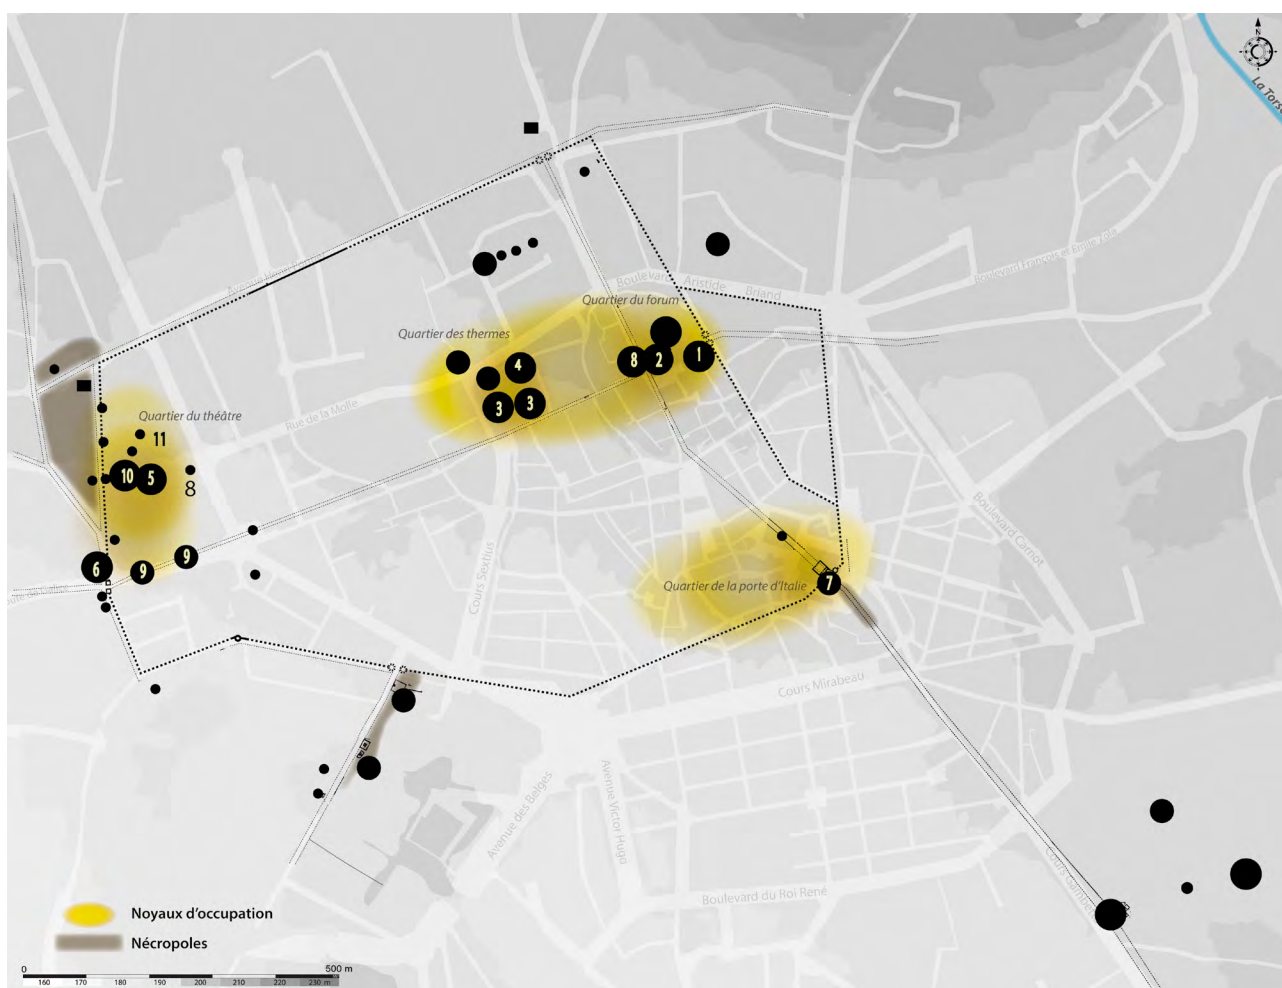 N
La Torse
Boulevard François et Emile Zola
Boulevard Aristide Briand
Quartier du forum
Quartier des thermes
8
2
1
4
3
3
Rue de la Molle
Quartier du théâtre
11
10
5
8
6
9
9
Cours Sextius
Boulevard Carnot
Quartier de la porte d'Italie
7
Cours Mirabeau
Avenue des Belges
Avenue Victor Hugo
Boulevard du Roi René
Cours Gambetta
Noyaux d'occupation
Nécropoles
0
500 m
160 170 180 190 200 210 220 230 m